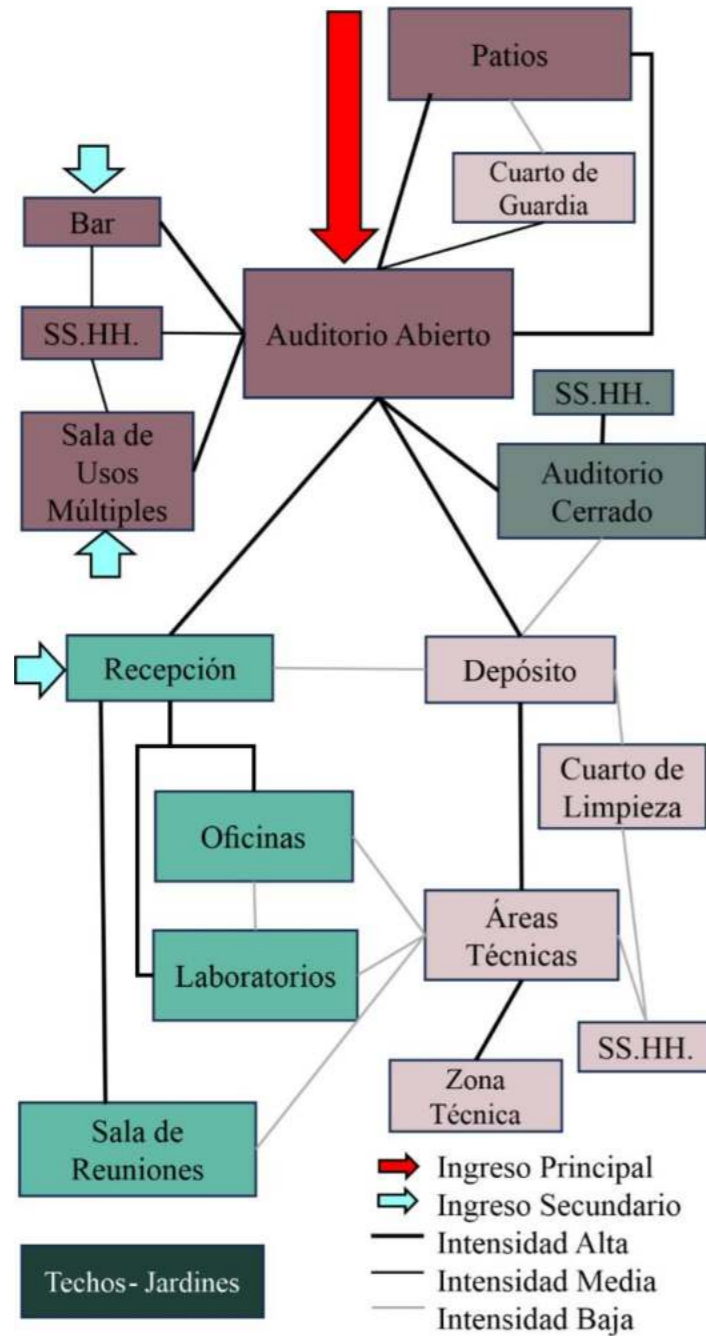 Patios
Cuarto de
Guardia
Bar
SS.HH.
Auditorio Abierto
Sala de
Usos
Múltiples
SS.HH.
Auditorio
Cerrado
Recepción
Depósito
Cuarto de
Limpieza
Oficinas
Áreas
Técnicas
Laboratorios
SS.HH.
Zona
Técnica
Sala de
Reuniones
Ingreso Principal
Ingreso Secundario
Intensidad Alta
Intensidad Media
Intensidad Baja
Techos- Jardines